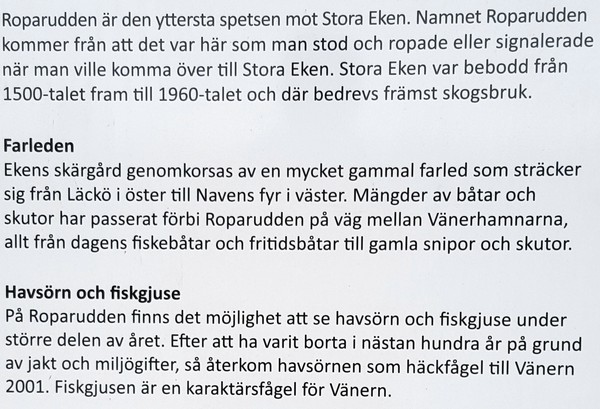 Roparudden är den yttersta spetsen mot Stora Eken. Namnet Roparudden
kommer från att det var här som man stod och ropade eller signalerade
när man ville komma över till Stora Eken. Stora Eken var bebodd från
1500-talet fram till 1960-talet och där bedrevs främst skogsbruk.
Farleden
Ekens skärgård genomkorsas av en mycket gammal farled som sträcker
sig från Läckö i öster till Navens fyr i väster. Mängder av båtar och
skutor har passerat förbi Roparudden på väg mellan Vänerhamnarna,
allt från dagens fiskebåtar och fritidsbåtar till gamla snipor och skutor.
Havsörn och fiskgjuse
På Roparudden finns det möjlighet att se havsörn och fiskgjuse under
större delen av året. Efter att ha varit borta i nästan hundra år på grund
av jakt och miljögifter, så återkom havsörnen som häckfågel till Vänern
2001. Fiskgjusen är en karaktärsfågel för Vänern.